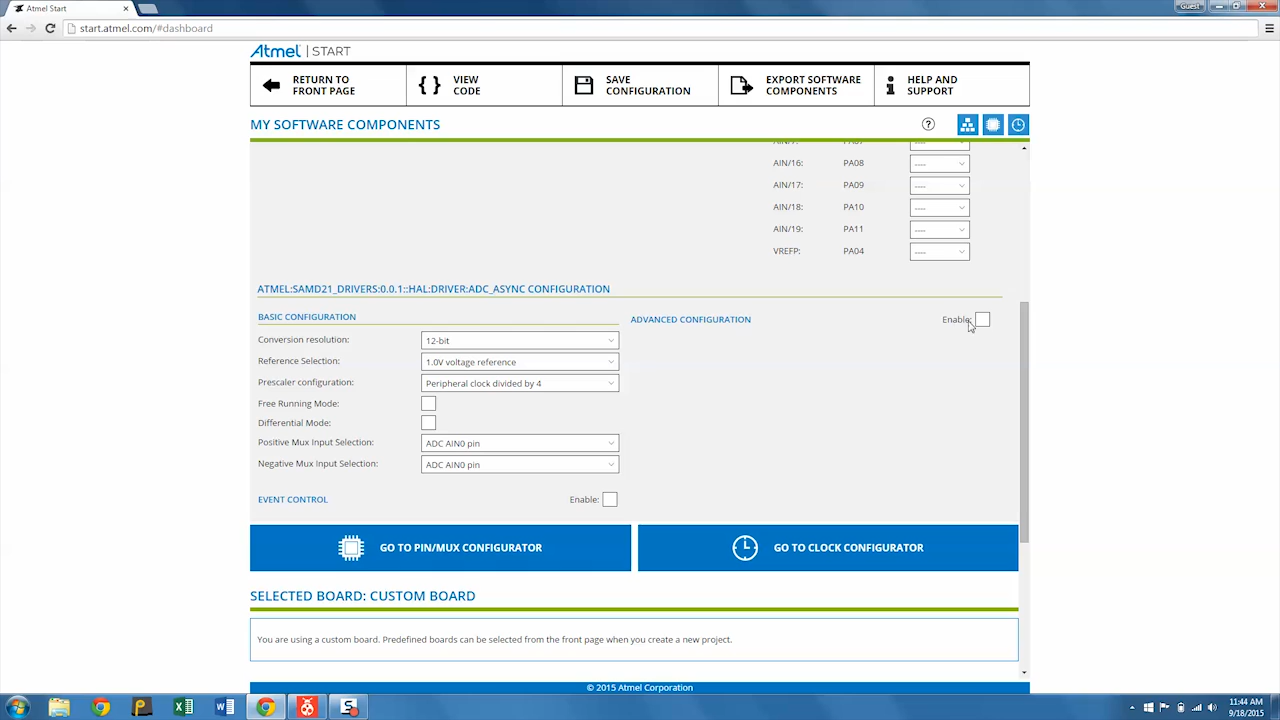 Atmel Start
Guest
start.atmel.com/#dashboard
Atmel | START
RETURN TO
FRONT PAGE
{ } VIEW
CODE
SAVE
CONFIGURATION
EXPORT SOFTWARE
COMPONENTS
HELP AND
SUPPORT
MY SOFTWARE COMPONENTS
?
AIN/7: PA07 ----
AIN/16: PA08 ----
AIN/17: PA09 ----
AIN/18: PA10 ----
AIN/19: PA11 ----
VREFP: PA04 ----
ATMEL:SAMD21_DRIVERS:0.0.1::HAL:DRIVER:ADC_ASYNC CONFIGURATION
BASIC CONFIGURATION
Conversion resolution: 12-bit
Reference Selection: 1.0V voltage reference
Prescaler configuration: Peripheral clock divided by 4
Free Running Mode:
Differential Mode:
Positive Mux Input Selection: ADC AIN0 pin
Negative Mux Input Selection: ADC AIN0 pin
EVENT CONTROL Enable:
ADVANCED CONFIGURATION Enable:
GO TO PIN/MUX CONFIGURATOR
GO TO CLOCK CONFIGURATOR
SELECTED BOARD: CUSTOM BOARD
You are using a custom board. Predefined boards can be selected from the front page when you create a new project.
© 2015 Atmel Corporation
11:44 AM
9/18/2015